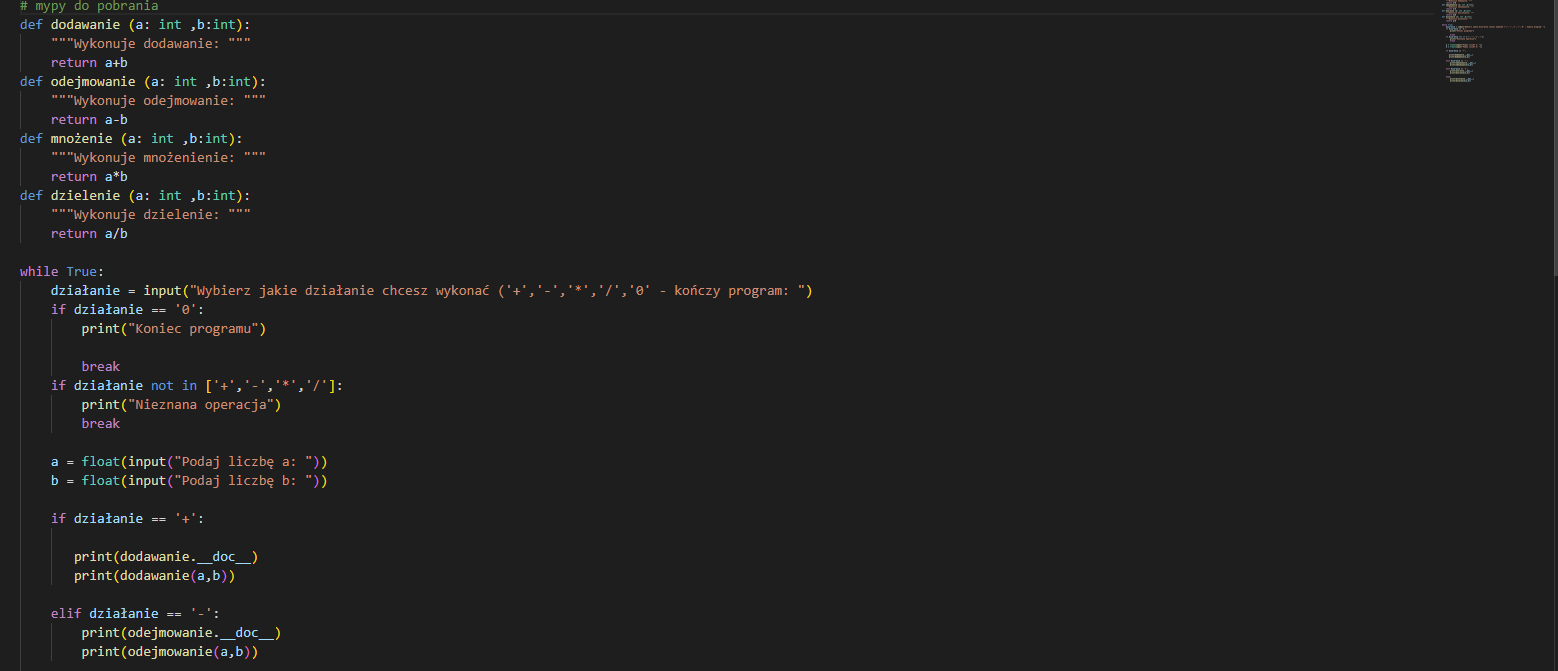 # mypy do pobrania
def dodawanie (a: int ,b:int):
    """Wykonuje dodawanie: """
    return a+b
def odejmowanie (a: int ,b:int):
    """Wykonuje odejmowanie: """
    return a-b
def mnożenie (a: int ,b:int):
    """Wykonuje mnożenienie: """
    return a*b
def dzielenie (a: int ,b:int):
    """Wykonuje dzielenie: """
    return a/b
while True:
    działanie = input("Wybierz jakie działanie chcesz wykonać ('+','-','*','/','0' - kończy program: ")
    if działanie == '0':
        print("Koniec programu")
        break
    if działanie not in ['+','-','*','/']:
        print("Nieznana operacja")
        break
    a = float(input("Podaj liczbę a: "))
    b = float(input("Podaj liczbę b: "))
    if działanie == '+':
       print(dodawanie.__doc__)
       print(dodawanie(a,b))
    elif działanie == '-':
        print(odejmowanie.__doc__)
        print(odejmowanie(a,b))